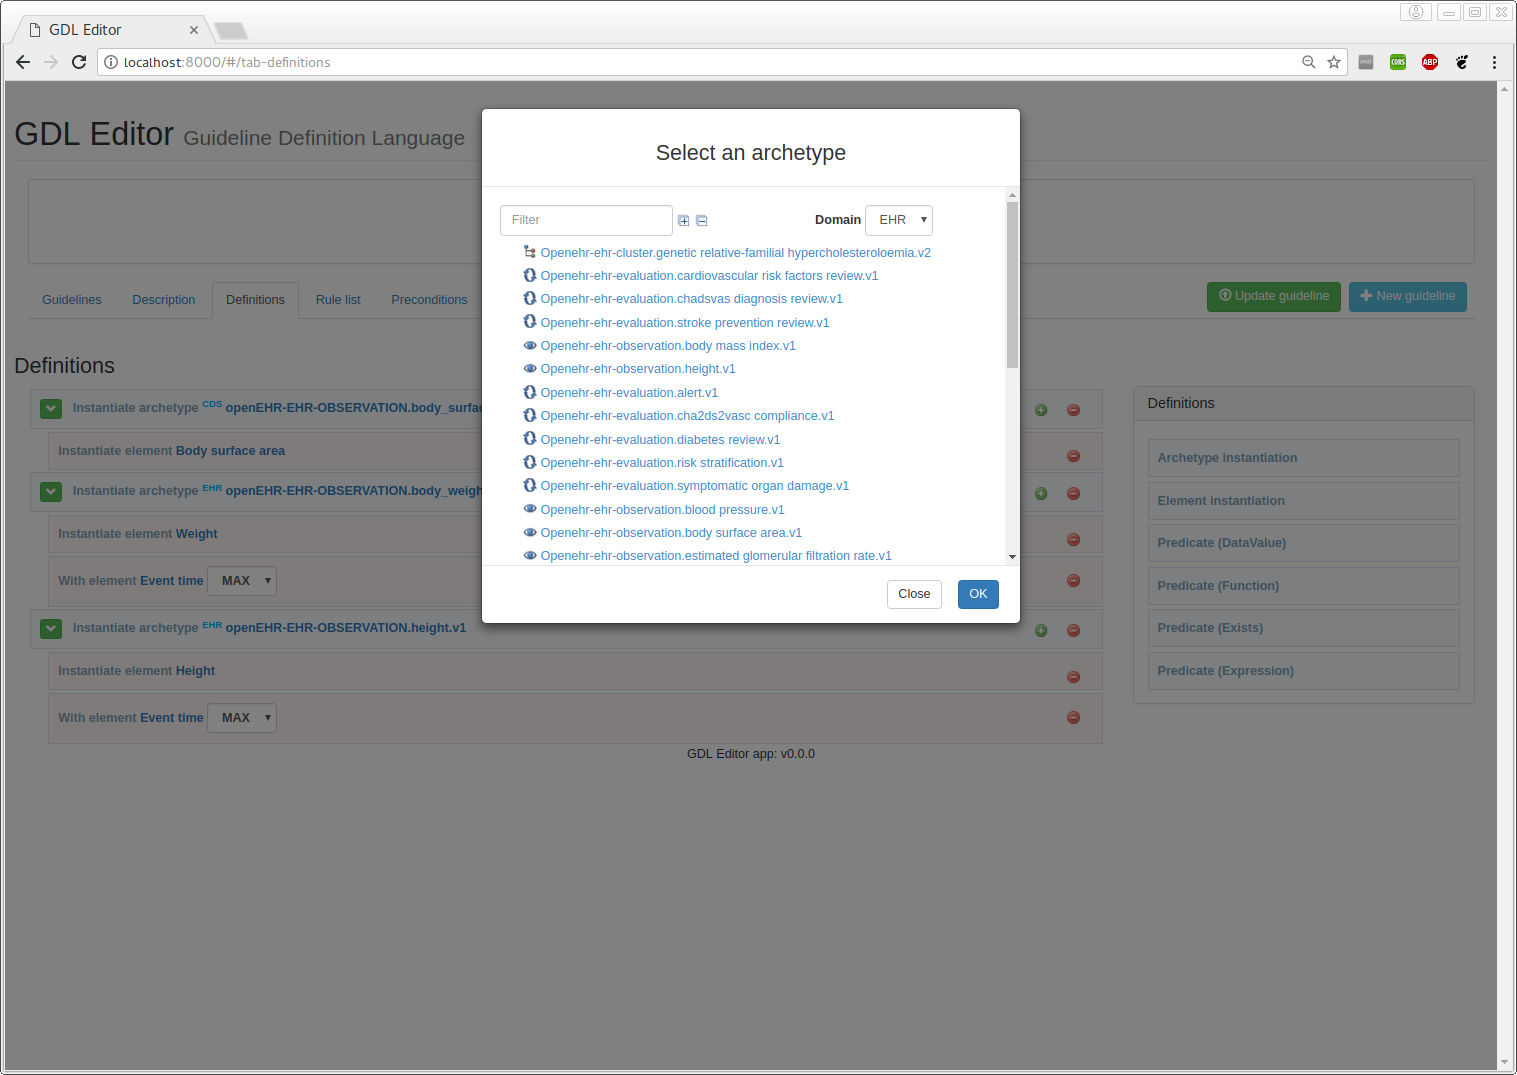 GDL Editor
localhost:8000/#/tab-definitions
CORS
ABP
GDL Editor Guideline Definition Language
Select an archetype
Filter
Domain EHR
Openehr-ehr-cluster.genetic relative-familial hypercholesteroloemia.v2
Openehr-ehr-evaluation.cardiovascular risk factors review.v1
Openehr-ehr-evaluation.chadsvas diagnosis review.v1
Openehr-ehr-evaluation.stroke prevention review.v1
Openehr-ehr-observation.body mass index.v1
Openehr-ehr-observation.height.v1
Openehr-ehr-evaluation.alert.v1
Openehr-ehr-evaluation.cha2ds2vasc compliance.v1
Openehr-ehr-evaluation.diabetes review.v1
Openehr-ehr-evaluation.risk stratification.v1
Openehr-ehr-evaluation.symptomatic organ damage.v1
Openehr-ehr-observation.blood pressure.v1
Openehr-ehr-observation.body surface area.v1
Openehr-ehr-observation.estimated glomerular filtration rate.v1
Close OK
Guidelines Description Definitions Rule list Preconditions
Update guideline New guideline
Definitions
Instantiate archetype CDS openEHR-EHR-OBSERVATION.body_surfac
Instantiate element Body surface area
Instantiate archetype EHR openEHR-EHR-OBSERVATION.body_weigh
Instantiate element Weight
With element Event time MAX
Instantiate archetype EHR openEHR-EHR-OBSERVATION.height.v1
Instantiate element Height
With element Event time MAX
Definitions
Archetype instantiation
Element instantiation
Predicate (DataValue)
Predicate (Function)
Predicate (Exists)
Predicate (Expression)
GDL Editor app: v0.0.0